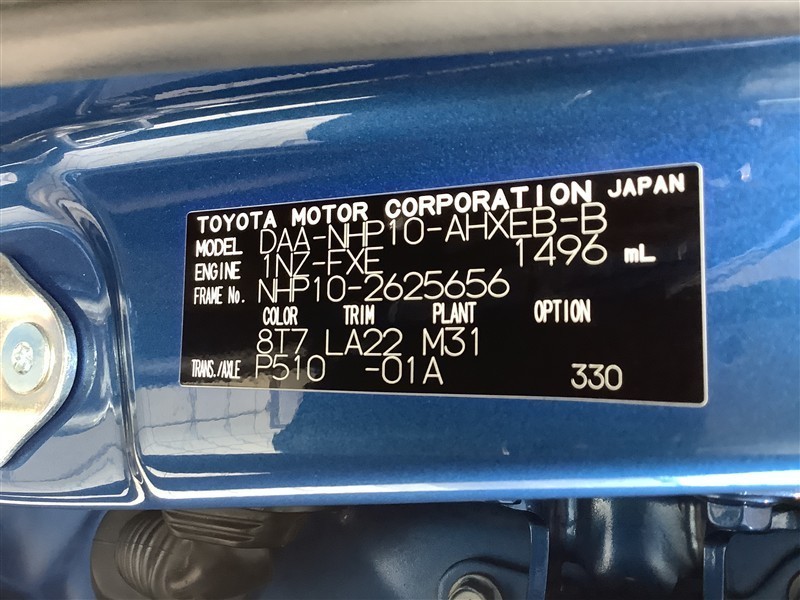 TOYOTA MOTOR CORPORATION JAPAN
MODEL DAA-NHP10-AHXEB-B
ENGINE 1NZ-FXE 1496 mL
FRAME No. NHP10-2625656
COLOR TRIM PLANT OPTION
8T7 LA22 M31
TRANS./AXLE P510 -01A 330